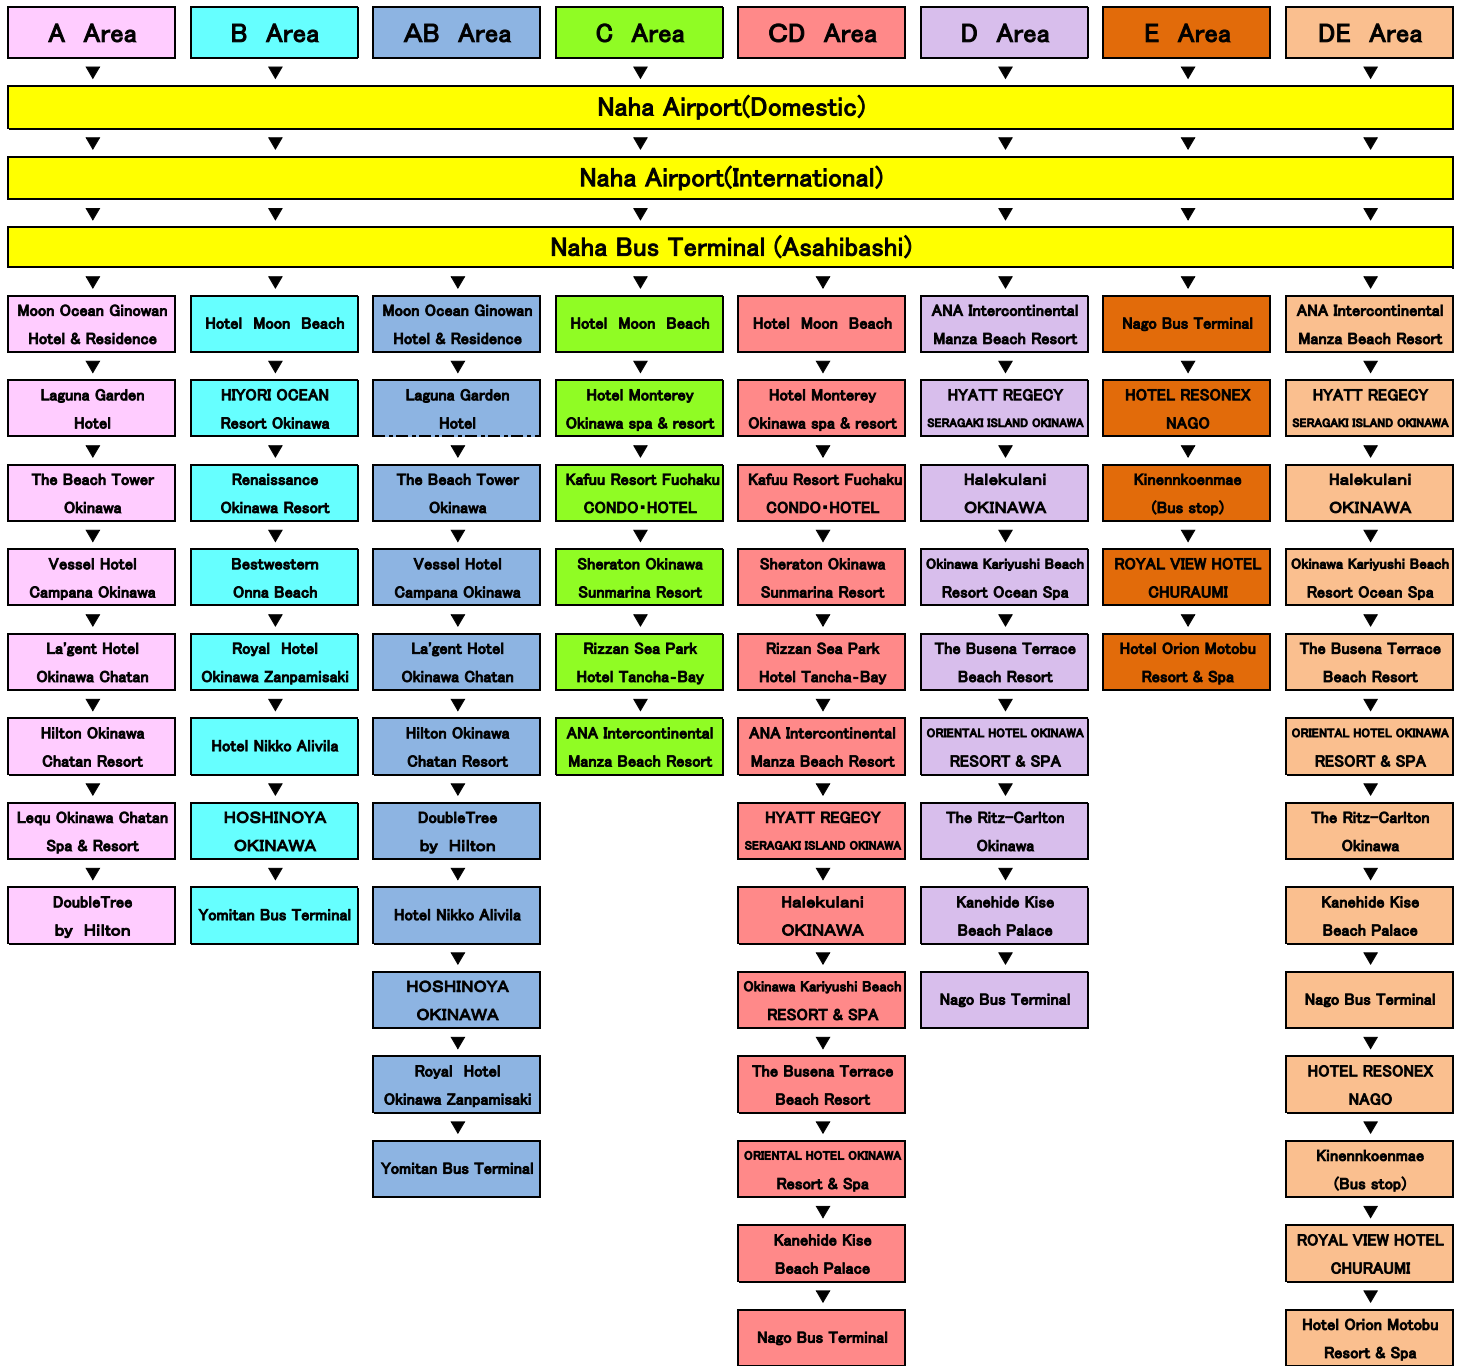 A Area
B Area
AB Area
C Area
CD Area
D Area
E Area
DE Area
Naha Airport(Domestic)
Naha Airport(International)
Naha Bus Terminal (Asahibashi)
Moon Ocean Ginowan
Hotel & Residence
Laguna Garden
Hotel
The Beach Tower
Okinawa
Vessel Hotel
Campana Okinawa
La'gent Hotel
Okinawa Chatan
Hilton Okinawa
Chatan Resort
Lequ Okinawa Chatan
Spa & Resort
DoubleTree
by Hilton
Hotel Moon Beach
HIYORI OCEAN
Resort Okinawa
Renaissance
Okinawa Resort
Bestwestern
Onna Beach
Royal Hotel
Okinawa Zanpamisaki
Hotel Nikko Alivila
HOSHINOYA
OKINAWA
Yomitan Bus Terminal
Moon Ocean Ginowan
Hotel & Residence
Laguna Garden
Hotel
The Beach Tower
Okinawa
Vessel Hotel
Campana Okinawa
La'gent Hotel
Okinawa Chatan
Hilton Okinawa
Chatan Resort
DoubleTree
by Hilton
Hotel Nikko Alivila
HOSHINOYA
OKINAWA
Royal Hotel
Okinawa Zanpamisaki
Yomitan Bus Terminal
Hotel Moon Beach
Hotel Monterey
Okinawa spa & resort
Kafuu Resort Fuchaku
CONDO・HOTEL
Sheraton Okinawa
Sunmarina Resort
Rizzan Sea Park
Hotel Tancha-Bay
ANA Intercontinental
Manza Beach Resort
Hotel Moon Beach
Hotel Monterey
Okinawa spa & resort
Kafuu Resort Fuchaku
CONDO・HOTEL
Sheraton Okinawa
Sunmarina Resort
Rizzan Sea Park
Hotel Tancha-Bay
ANA Intercontinental
Manza Beach Resort
HYATT REGECY
SERAGAKI ISLAND OKINAWA
Halekulani
OKINAWA
Okinawa Kariyushi Beach
RESORT & SPA
The Busena Terrace
Beach Resort
ORIENTAL HOTEL OKINAWA
Resort & Spa
Kanehide Kise
Beach Palace
Nago Bus Terminal
ANA Intercontinental
Manza Beach Resort
HYATT REGECY
SERAGAKI ISLAND OKINAWA
Halekulani
OKINAWA
Okinawa Kariyushi Beach
Resort Ocean Spa
The Busena Terrace
Beach Resort
ORIENTAL HOTEL OKINAWA
RESORT & SPA
The Ritz-Carlton
Okinawa
Kanehide Kise
Beach Palace
Nago Bus Terminal
Nago Bus Terminal
HOTEL RESONEX
NAGO
Kinennkoenmae
(Bus stop)
ROYAL VIEW HOTEL
CHURAUMI
Hotel Orion Motobu
Resort & Spa
ANA Intercontinental
Manza Beach Resort
HYATT REGECY
SERAGAKI ISLAND OKINAWA
Halekulani
OKINAWA
Okinawa Kariyushi Beach
Resort Ocean Spa
The Busena Terrace
Beach Resort
ORIENTAL HOTEL OKINAWA
RESORT & SPA
The Ritz-Carlton
Okinawa
Kanehide Kise
Beach Palace
Nago Bus Terminal
HOTEL RESONEX
NAGO
Kinennkoenmae
(Bus stop)
ROYAL VIEW HOTEL
CHURAUMI
Hotel Orion Motobu
Resort & Spa